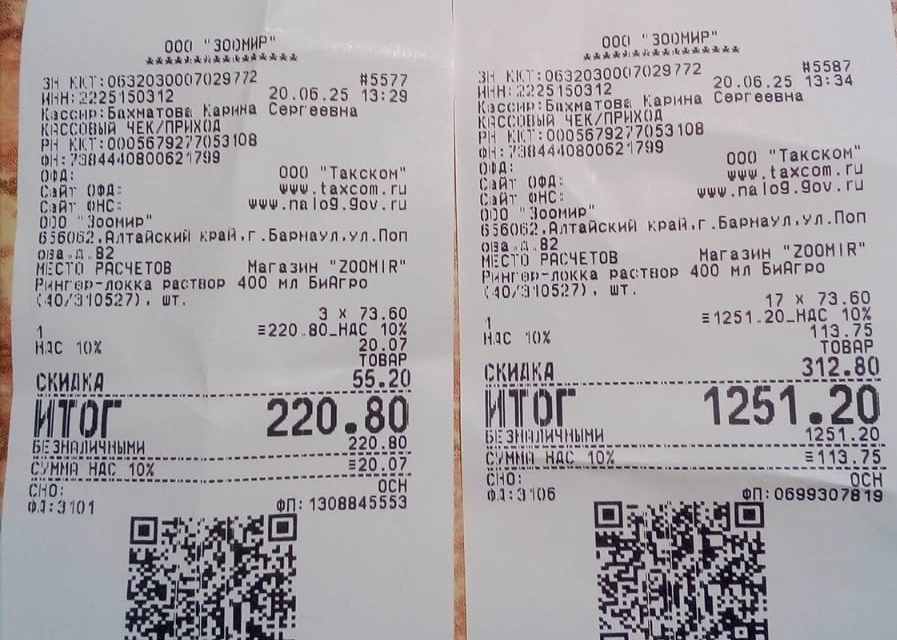 ООО "ЗООМИР"
********************
ЗН ККТ:0632030007029772 #5577
ИНН:2225150312 20.06.25 13:29
Кассир:Бахматова Карина Сергеевна
КАССОВЫЙ ЧЕК/ПРИХОД
РН ККТ:0005679277053108
ФН:7384440800621799
ОФД: ООО "Такском"
Сайт ОФД: www.taxcom.ru
Сайт ФНС: www.nalog.gov.ru
ООО "Зоомир"
656062,Алтайский край,г.Барнаул,ул.Поп
ова,д.82
МЕСТО РАСЧЕТОВ Магазин "ZOOMIR"
Рингер-локка раствор 400 мл БиАгро
(40/310527), шт.
3 x 73.60
1 ≡220.80_НДС 10%
НДС 10% 20.07
ТОВАР
СКИДКА 55.20
ИТОГ 220.80
БЕЗНАЛИЧНЫМИ 220.80
СУММА НДС 10% ≡20.07
СНО: ОСН
ФД:3101 ФП:1308845553
ООО "ЗООМИР"
********************
ЗН ККТ:0632030007029772 #5587
ИНН:2225150312 20.06.25 13:34
Кассир:Бахматова Карина Сергеевна
КАССОВЫЙ ЧЕК/ПРИХОД
РН ККТ:0005679277053108
ФН:7384440800621799
ОФД: ООО "Такском"
Сайт ОФД: www.taxcom.ru
Сайт ФНС: www.nalog.gov.ru
ООО "Зоомир"
656062,Алтайский край,г.Барнаул,ул.Поп
ова,д.82
МЕСТО РАСЧЕТОВ Магазин "ZOOMIR"
Рингер-локка раствор 400 мл БиАгро
(40/310527), шт.
17 x 73.60
1 ≡1251.20_НДС 10%
НДС 10% 113.75
ТОВАР
СКИДКА 312.80
ИТОГ 1251.20
БЕЗНАЛИЧНЫМИ 1251.20
СУММА НДС 10% ≡113.75
СНО: ОСН
ФД:3106 ФП:0699307819